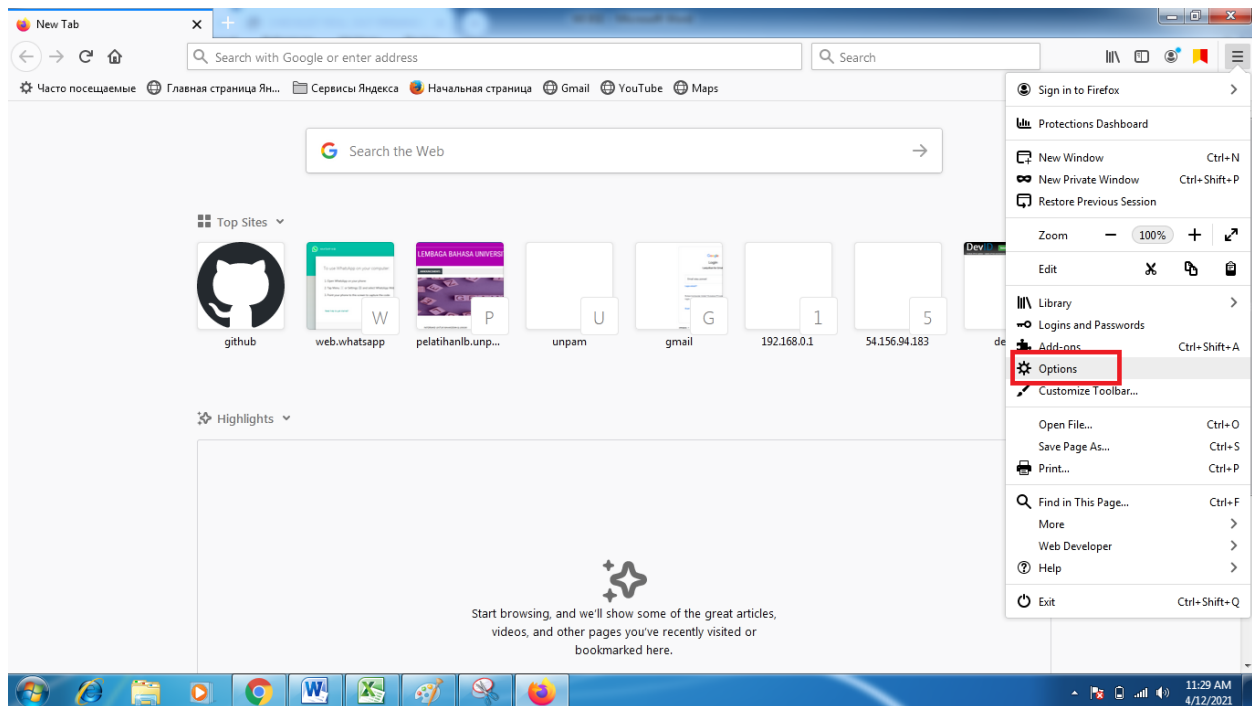 New Tab
Search with Google or enter address
Search
Часто посещаемые
Главная страница Ян...
Сервисы Яндекса
Начальная страница
Gmail
YouTube
Maps
Search the Web
Top Sites
LEMBAGA BAHASA UNIVERSI
Dev
W
P
U
G
1
5
github
web.whatsapp
pelatihanlb.unp...
unpam
gmail
192.168.0.1
54.156.94.183
de
Highlights
Start browsing, and we'll show some of the great articles,
videos, and other pages you've recently visited or
bookmarked here.
Sign in to Firefox
Protections Dashboard
New Window Ctrl+N
New Private Window Ctrl+Shift+P
Restore Previous Session
Zoom 100%
Edit
Library
Logins and Passwords
Add-ons Ctrl+Shift+A
Options
Customize Toolbar...
Open File... Ctrl+O
Save Page As... Ctrl+S
Print... Ctrl+P
Find in This Page... Ctrl+F
More
Web Developer
Help
Exit Ctrl+Shift+Q
11:29 AM
4/12/2021